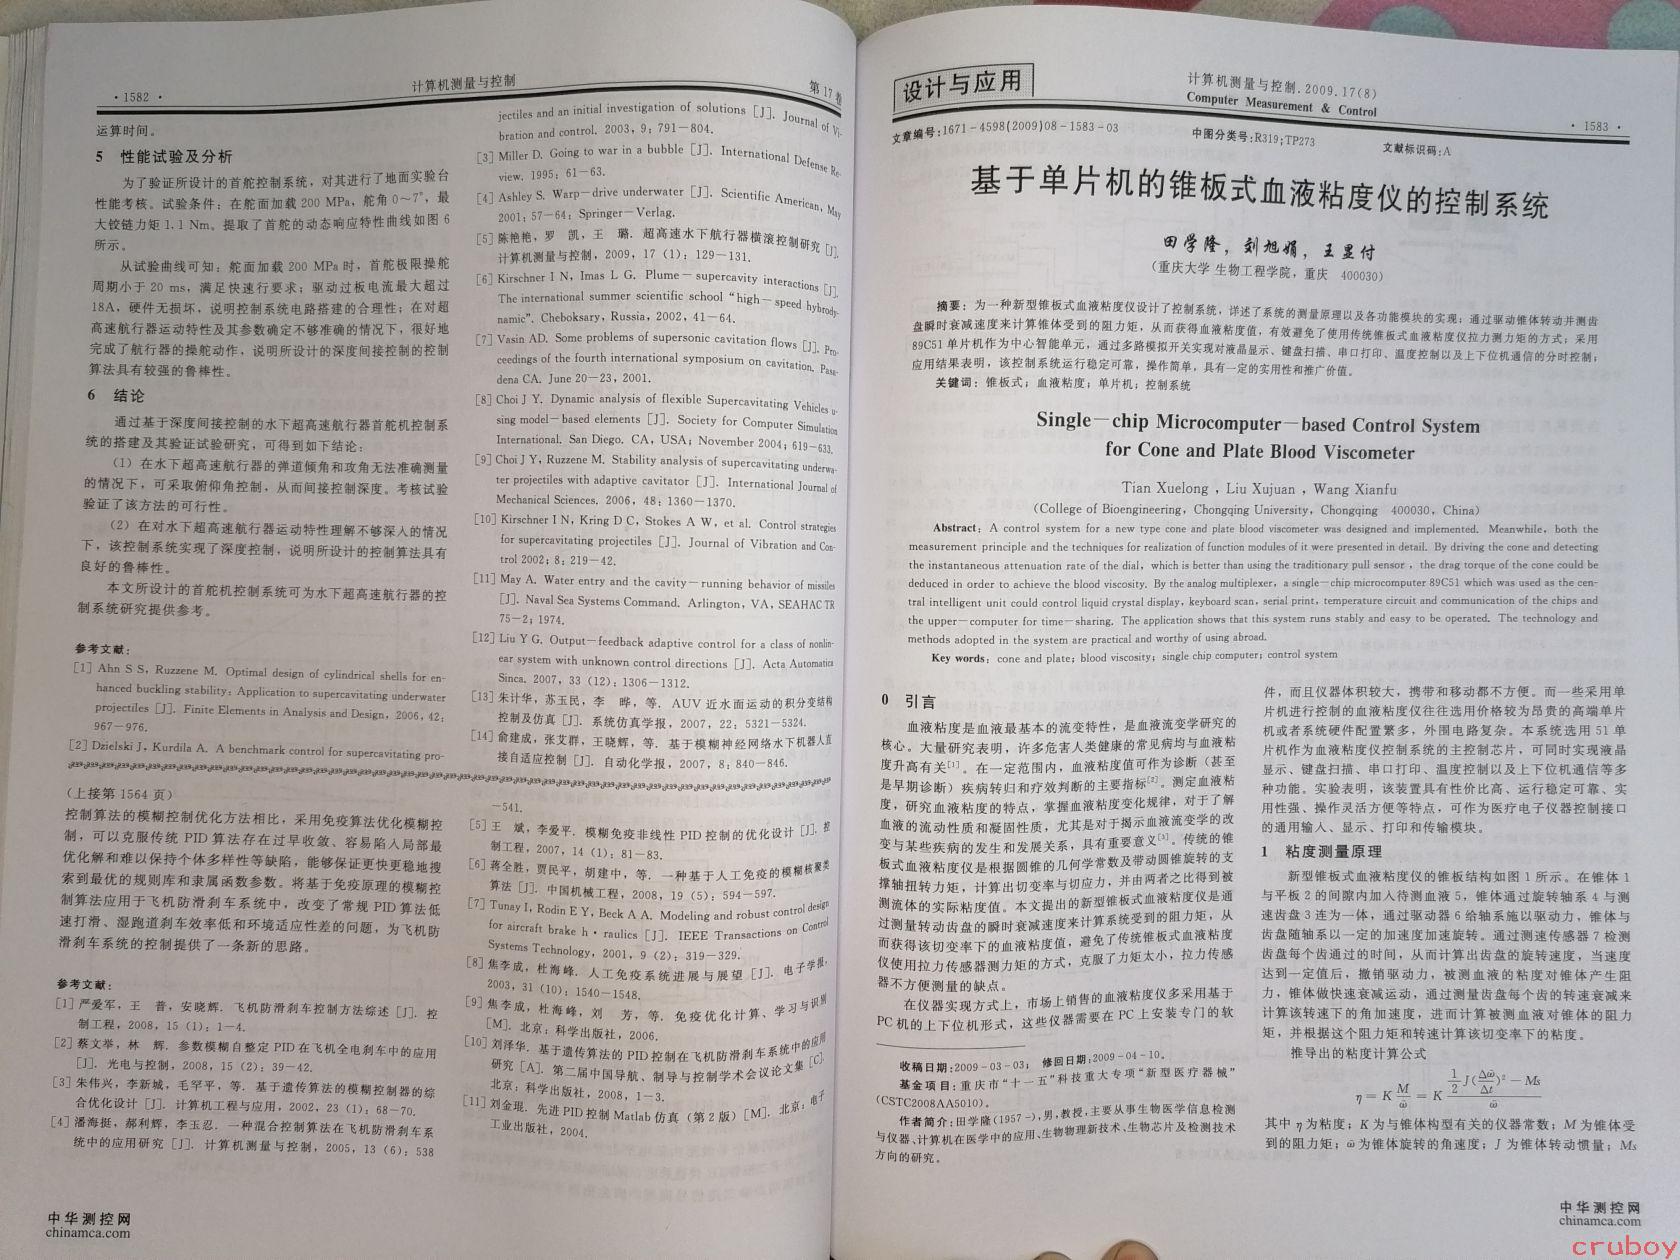 · 1582 ·
计算机测量与控制
第 17 卷
运算时间。
5 性能试验及分析
为了验证所设计的首舵控制系统，对其进行了地面实验台
性能考核。试验条件：在舵面加载 200 MPa，舵角 0～7°，最
大铰链力矩 1.1 Nm。提取了首舵的动态响应特性曲线如图 6
所示。
从试验曲线可知：舵面加载 200 MPa 时，首舵极限操舵
周期小于 20 ms，满足快速行要求；驱动过板电流最大超过
18A，硬件无损坏，说明控制系统电路搭建的合理性；在对超
高速航行器运动特性及其参数确定不够准确的情况下，很好地
完成了航行器的操舵动作，说明所设计的深度间接控制的控制
算法具有较强的鲁棒性。
6 结论
通过基于深度间接控制的水下超高速航行器首舵机控制系
统的搭建及其验证试验研究，可得到如下结论：
（1）在水下超高速航行器的弹道倾角和攻角无法准确测量
的情况下，可采取俯仰角控制，从而间接控制深度。考核试验
验证了该方法的可行性。
（2）在对水下超高速航行器运动特性理解不够深入的情况
下，该控制系统实现了深度控制，说明所设计的控制算法具有
良好的鲁棒性。
本文所设计的首舵机控制系统可为水下超高速航行器的控
制系统研究提供参考。
参考文献：
[1] Ahn S S, Ruzzene M. Optimal design of cylindrical shells for en-
hanced buckling stability: Application to supercavitating underwater
projectiles [J]. Finite Elements in Analysis and Design, 2006, 42:
967－976.
[2] Dzielski J, Kurdila A. A benchmark control for supercavitating pro-
jectiles and an initial investigation of solutions [J]. Journal of Vi-
bration and control. 2003, 9: 791－804.
[3] Miller D. Going to war in a bubble [J]. International Defense Re-
view. 1995: 61－63.
[4] Ashley S. Warp－drive underwater [J]. Scientific American, May
2001: 57－64: Springer－Verlag.
[5] 陈艳艳，罗　凯，王　璐. 超高速水下航行器横滚控制研究 [J].
计算机测量与控制，2009，17（1）：129－131.
[6] Kirschner I N, Imas L G. Plume－supercavity interactions [J].
The international summer scientific school "high－speed hybrody-
namic". Cheboksary, Russia, 2002, 41－64.
[7] Vasin AD. Some problems of supersonic cavitation flows [J]. Pro-
ceedings of the fourth international symposium on cavitation. Pasa-
dena CA. June 20－23, 2001.
[8] Choi J Y. Dynamic analysis of flexible Supercavitating Vehicles u-
sing model－based elements [J]. Society for Computer Simulation
International. San Diego. CA, USA; November 2004: 619－633.
[9] Choi J Y, Ruzzene M. Stability analysis of supercavitating underwa-
ter projectiles with adaptive cavitator [J]. International Journal of
Mechanical Sciences. 2006, 48: 1360－1370.
[10] Kirschner I N, Kring D C, Stokes A W, et al. Control strategies
for supercavitating projectiles [J]. Journal of Vibration and Con-
trol 2002; 8: 219－42.
[11] May A. Water entry and the cavity－running behavior of missiles
[J]. Naval Sea Systems Command. Arlington, VA, SEAHAC TR
75－2; 1974.
[12] Liu Y G. Output－feedback adaptive control for a class of nonlin-
ear system with unknown control directions [J]. Acta Automatica
Sinca. 2007, 33 (12): 1306－1312.
[13] 朱计华，苏玉民，李　晔，等. AUV 近水面运动的积分变结构
控制及仿真 [J]. 系统仿真学报，2007，22：5321－5324.
[14] 俞建成，张艾群，王晓辉，等. 基于模糊神经网络水下机器人直
接自适应控制 [J]. 自动化学报，2007，8：840－846.
（上接第 1564 页）
控制算法的模糊控制优化方法相比，采用免疫算法优化模糊控
制，可以克服传统 PID 算法存在过早收敛、容易陷入局部最
优化解和难以保持个体多样性等缺陷，能够保证更快更稳地搜
索到最优的规则库和隶属函数参数。将基于免疫原理的模糊控
制算法应用于飞机防滑刹车系统中，改变了常规 PID 算法低
速打滑、湿跑道刹车效率低和环境适应性差的问题，为飞机防
滑刹车系统的控制提供了一条新的思路。
参考文献：
[1] 严爱军，王　普，安晓辉. 飞机防滑刹车控制方法综述 [J]. 控
制工程，2008，15（1）：1－4.
[2] 蔡文举，林　辉. 参数模糊自整定 PID 在飞机全电刹车中的应用
[J]. 光电与控制，2008，15（2）：39－42.
[3] 朱伟兴，李新城，毛罕平，等. 基于遗传算法的模糊控制器的综
合优化设计 [J]. 计算机工程与应用，2002，23（1）：68－70.
[4] 潘海挺，郝利辉，李玉忍. 一种混合控制算法在飞机防滑刹车系
统中的应用研究 [J]. 计算机测量与控制，2005，13（6）：538
－541.
[5] 王　斌，李爱平. 模糊免疫非线性 PID 控制的优化设计 [J]. 控
制工程，2007，14（1）：81－83.
[6] 蒋全胜，贾民平，胡建中，等. 一种基于人工免疫的模糊核聚类
算法 [J]. 中国机械工程，2008，19（5）：594－597.
[7] Tunay I, Rodin E Y, Beck A A. Modeling and robust control design
for aircraft brake h·raulics [J]. IEEE Transactions on Control
Systems Technology, 2001, 9 (2): 319－329.
[8] 焦李成，杜海峰. 人工免疫系统进展与展望 [J]. 电子学报，
2003，31（10）：1540－1548.
[9] 焦李成，杜海峰，刘　芳，等. 免疫优化计算、学习与识别
[M]. 北京：科学出版社，2006.
[10] 刘泽华. 基于遗传算法的 PID 控制在飞机防滑刹车系统中的应用
研究 [A]. 第二届中国导航、制导与控制学术会议论文集 [C].
北京：科学出版社，2008，1－3.
[11] 刘金琨. 先进 PID 控制 Matlab 仿真（第 2 版）[M]. 北京：电子
工业出版社，2004.
中华测控网
chinamca.com
设计与应用
计算机测量与控制.2009.17(8)
Computer Measurement & Control
· 1583 ·
文章编号:1671－4598(2009)08－1583－03
中图分类号:R319;TP273
文献标识码:A
基于单片机的锥板式血液粘度仪的控制系统
田学隆，刘旭娟，王显付
（重庆大学 生物工程学院，重庆　400030）
摘要：为一种新型锥板式血液粘度仪设计了控制系统，详述了系统的测量原理以及各功能模块的实现；通过驱动锥体转动并测齿
盘瞬时衰减速度来计算锥体受到的阻力矩，从而获得血液粘度值，有效避免了使用传统锥板式血液粘度仪拉力测力矩的方式；采用
89C51 单片机作为中心智能单元，通过多路模拟开关实现对液晶显示、键盘扫描、串口打印、温度控制以及上下位机通信的分时控制；
应用结果表明，该控制系统运行稳定可靠，操作简单，具有一定的实用性和推广价值。
关键词：锥板式；血液粘度；单片机；控制系统
Single－chip Microcomputer－based Control System
for Cone and Plate Blood Viscometer
Tian Xuelong , Liu Xujuan , Wang Xianfu
(College of Bioengineering, Chongqing University, Chongqing 400030, China)
Abstract: A control system for a new type cone and plate blood viscometer was designed and implemented. Meanwhile, both the
measurement principle and the techniques for realization of function modules of it were presented in detail. By driving the cone and detecting
the instantaneous attenuation rate of the dial, which is better than using the traditionary pull sensor , the drag torque of the cone could be
deduced in order to achieve the blood viscosity. By the analog multiplexer, a single－chip microcomputer 89C51 which was used as the cen-
tral intelligent unit could control liquid crystal display, keyboard scan, serial print, temperature circuit and communication of the chips and
the upper－computer for time－sharing. The application shows that this system runs stably and easy to be operated. The technology and
methods adopted in the system are practical and worthy of using abroad.
Key words: cone and plate; blood viscosity; single chip computer; control system
0 引言
血液粘度是血液最基本的流变特性，是血液流变学研究的
核心。大量研究表明，许多危害人类健康的常见病均与血液粘
度升高有关[1]。在一定范围内，血液粘度值可作为诊断（甚至
是早期诊断）疾病转归和疗效判断的主要指标[2]。测定血液粘
度，研究血液粘度的特点，掌握血液粘度变化规律，对于了解
血液的流动性质和凝固性质，尤其是对于揭示血液流变学的改
变与某些疾病的发生和发展关系，具有重要意义[3]。传统的锥
板式血液粘度仪是根据圆锥的几何学常数及带动圆锥旋转的支
撑轴扭转力矩，计算出切变率与切应力，并由两者之比得到被
测流体的实际粘度值。本文提出的新型锥板式血液粘度仪是通
过测量转动齿盘的瞬时衰减速度来计算系统受到的阻力矩，从
而获得该切变率下的血液粘度值，避免了传统锥板式血液粘度
仪使用拉力传感器测力矩的方式，克服了力矩太小，拉力传感
器不方便测量的缺点。
在仪器实现方式上，市场上销售的血液粘度仪多采用基于
PC 机的上下位机形式，这些仪器需要在 PC 上安装专门的软
收稿日期:2009－03－03； 修回日期:2009－04－10。
基金项目:重庆市“十一五”科技重大专项“新型医疗器械”
(CSTC2008AA5010)。
作者简介:田学隆(1957－),男,教授,主要从事生物医学信息检测
与仪器、计算机在医学中的应用、生物物理新技术、生物芯片及检测技术
方向的研究。
件，而且仪器体积较大，携带和移动都不方便。而一些采用单
片机进行控制的血液粘度仪往往选用价格较为昂贵的高端单片
机或者系统硬件配置繁多，外围电路复杂。本系统选用 51 单
片机作为血液粘度仪控制系统的主控制芯片，可同时实现液晶
显示、键盘扫描、串口打印、温度控制以及上下位机通信等多
种功能。实验表明，该装置具有性价比高、运行稳定可靠、实
用性强、操作灵活方便等特点，可作为医疗电子仪器控制接口
的通用输入、显示、打印和传输模块。
1 粘度测量原理
新型锥板式血液粘度仪的锥板结构如图 1 所示。在锥体 1
与平板 2 的间隙内加入待测血液 5，锥体通过旋转轴系 4 与测
速齿盘 3 连为一体，通过驱动器 6 给轴系施以驱动力，锥体与
齿盘随轴系以一定的加速度加速旋转。通过测速传感器 7 检测
齿盘每个齿通过的时间，从而计算出齿盘的旋转速度，当速度
达到一定值后，撤销驱动力，被测血液的粘度对锥体产生阻
力，锥体做快速衰减运动，通过测量齿盘每个齿的转速衰减来
计算该转速下的角加速度，进而计算被测血液对锥体的阻力
矩，并根据这个阻力矩和转速计算该切变率下的粘度。
推导出的粘度计算公式
η = K M/ω̄ = K (1/2 J(Δω̄/Δt)² − Ms)/ω̄
其中 η 为粘度；K 为与锥体构型有关的仪器常数；M 为锥体受
到的阻力矩；ω̄ 为锥体旋转的角速度；J 为锥体转动惯量；Ms
中华测控网
chinamca.com
cruboy